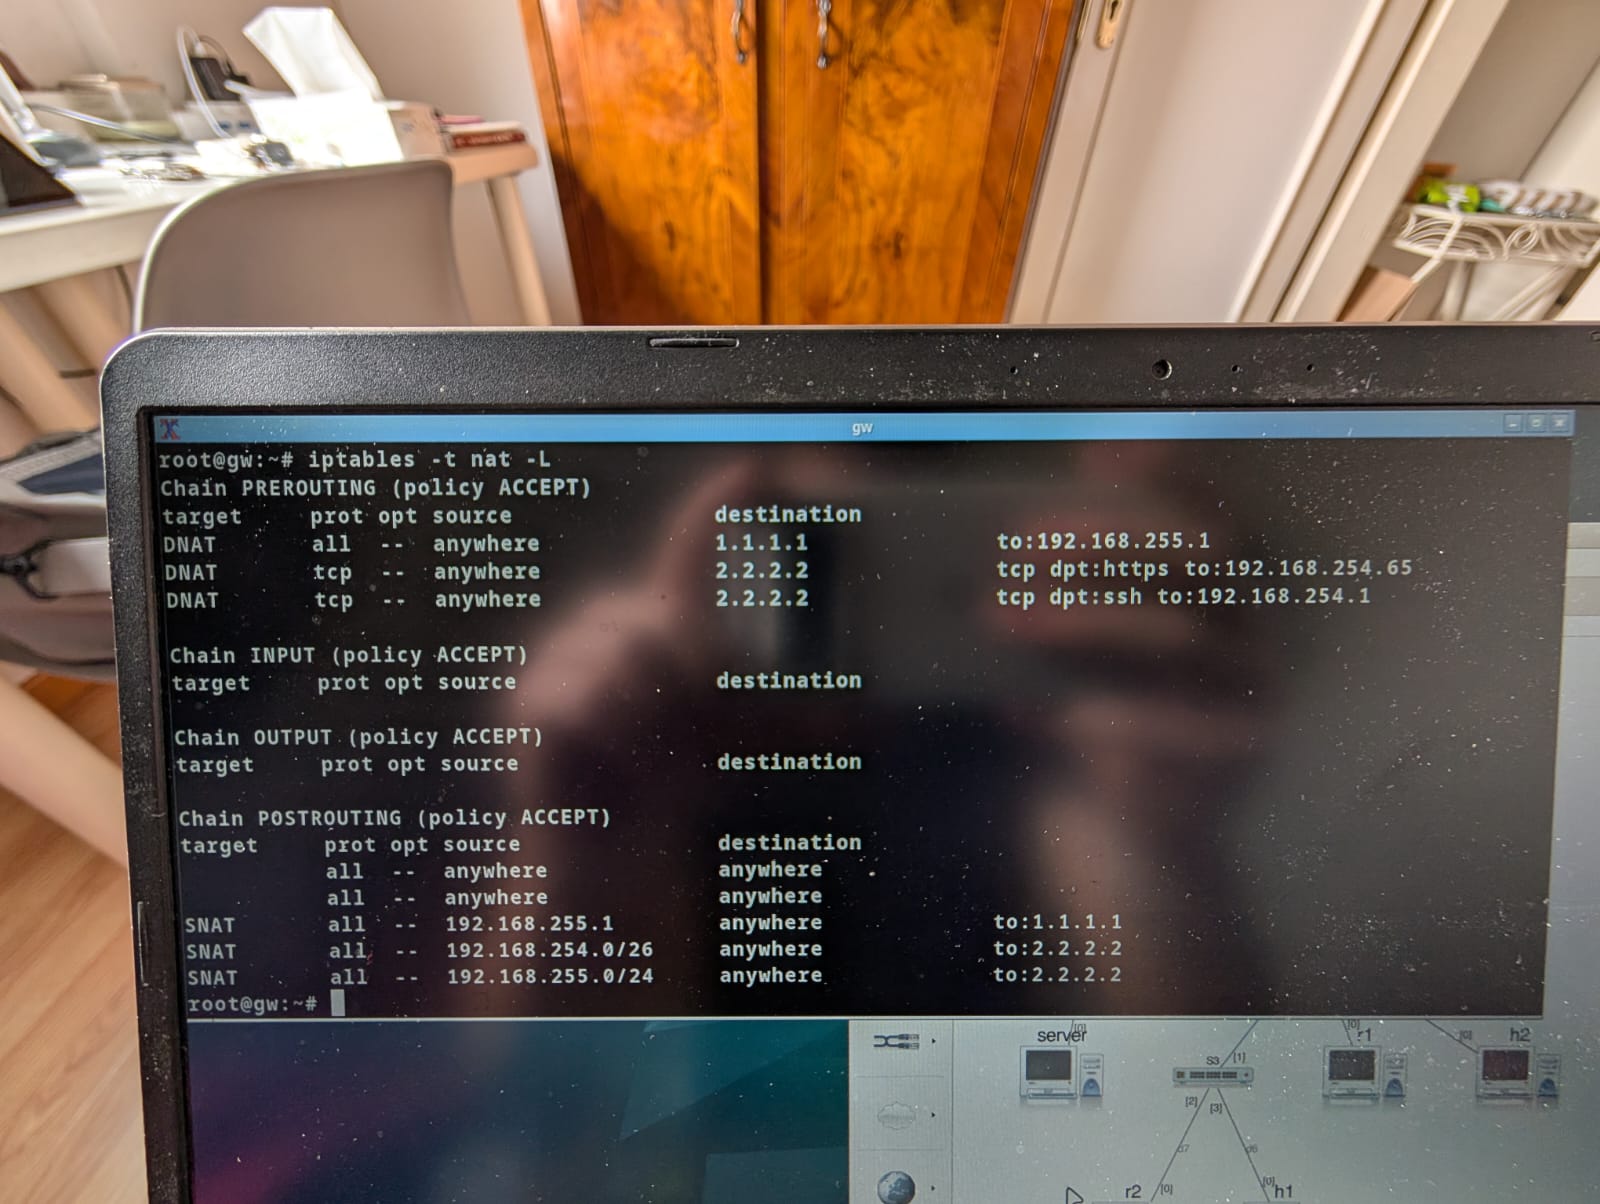 gw
root@gw:~# iptables -t nat -L
Chain PREROUTING (policy ACCEPT)
target prot opt source destination
DNAT all -- anywhere 1.1.1.1 to:192.168.255.1
DNAT tcp -- anywhere 2.2.2.2 tcp dpt:https to:192.168.254.65
DNAT tcp -- anywhere 2.2.2.2 tcp dpt:ssh to:192.168.254.1
Chain INPUT (policy ACCEPT)
target prot opt source destination
Chain OUTPUT (policy ACCEPT)
target prot opt source destination
Chain POSTROUTING (policy ACCEPT)
target prot opt source destination
all -- anywhere anywhere
all -- anywhere anywhere
SNAT all -- 192.168.255.1 anywhere to:1.1.1.1
SNAT all -- 192.168.254.0/26 anywhere to:2.2.2.2
SNAT all -- 192.168.255.0/24 anywhere to:2.2.2.2
root@gw:~#
server [0] [0] r1 [0] h2
S3 [1]
[2] [3]
d7 d6
r2 [0] [0] h1